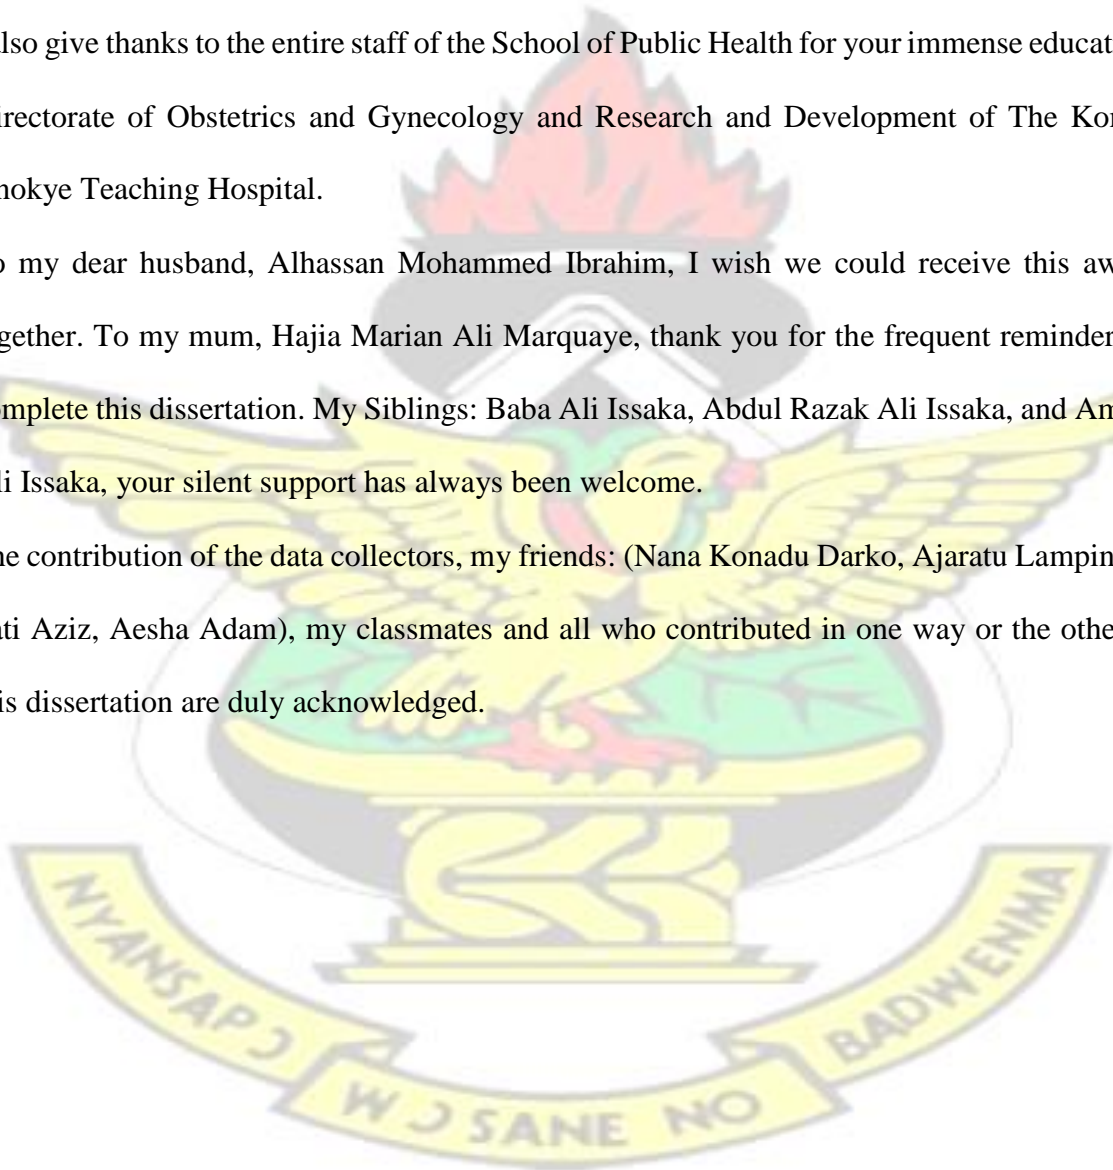 lso give thanks to the entire staff of the School of Public Health for your immense educat
irectorate of Obstetrics and Gynecology and Research and Development of The Kor
nokye Teaching Hospital.
o my dear husband, Alhassan Mohammed Ibrahim, I wish we could receive this aw
gether. To my mum, Hajia Marian Ali Marquaye, thank you for the frequent reminder
omplete this dissertation. My Siblings: Baba Ali Issaka, Abdul Razak Ali Issaka, and Am
li Issaka, your silent support has always been welcome.
he contribution of the data collectors, my friends: (Nana Konadu Darko, Ajaratu Lampin
ati Aziz, Aesha Adam), my classmates and all who contributed in one way or the othe
is dissertation are duly acknowledged.
NYANSAPƆ WƆSANE NO BADWENMA